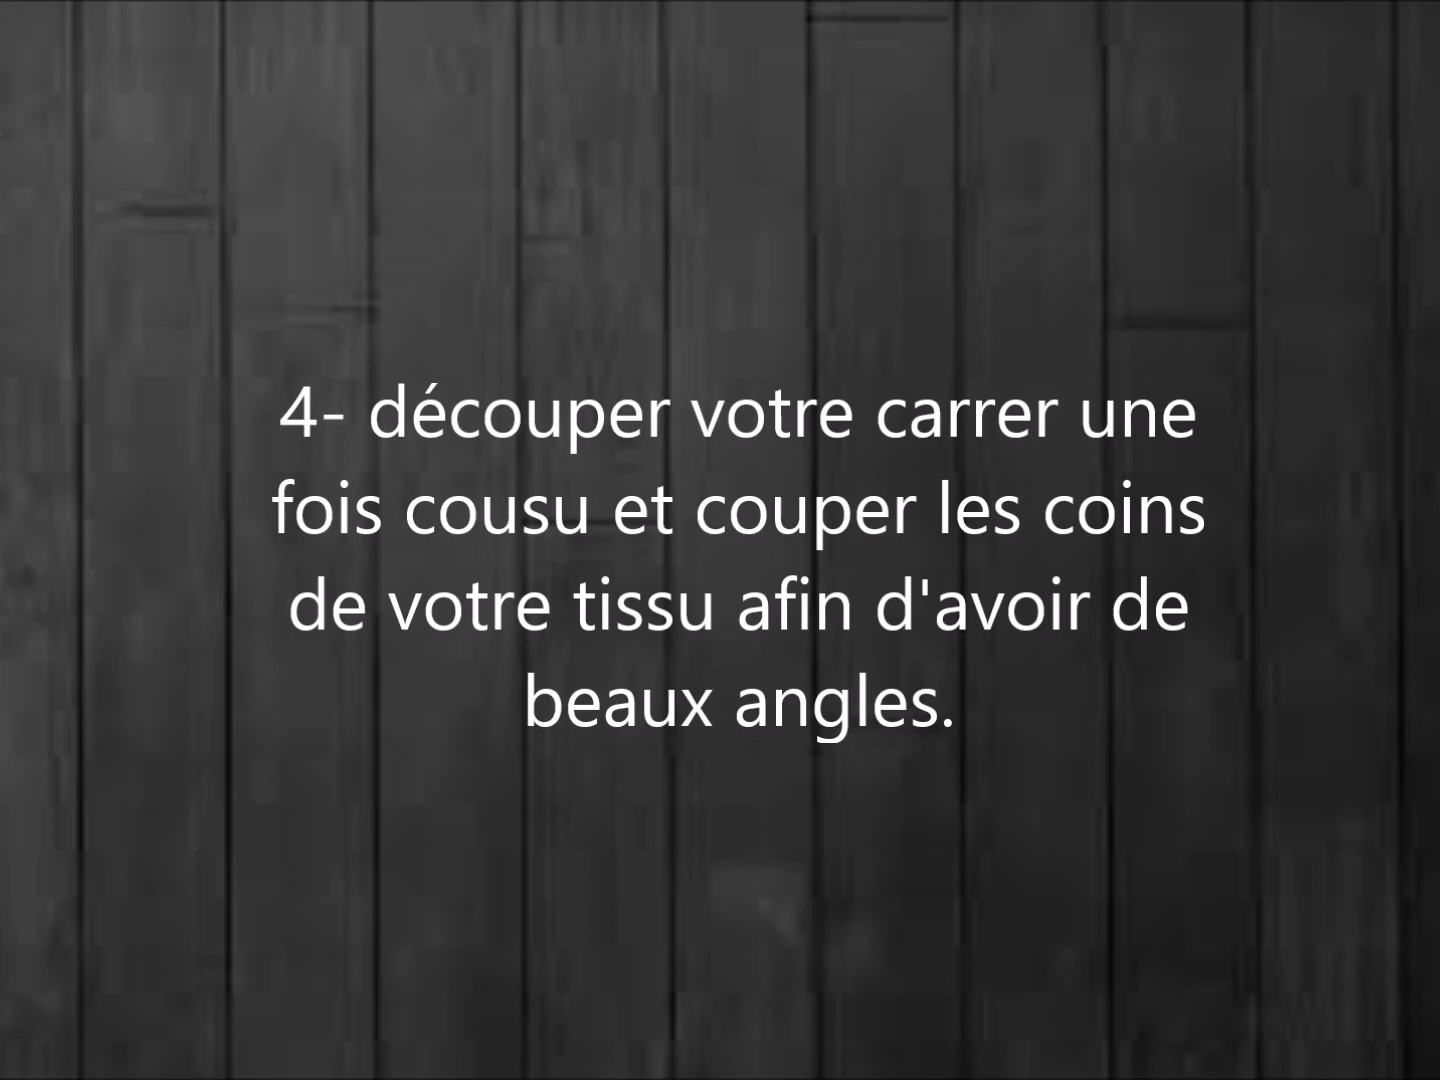 4- découper votre carrer une
fois cousu et couper les coins
de votre tissu afin d'avoir de
beaux angles.